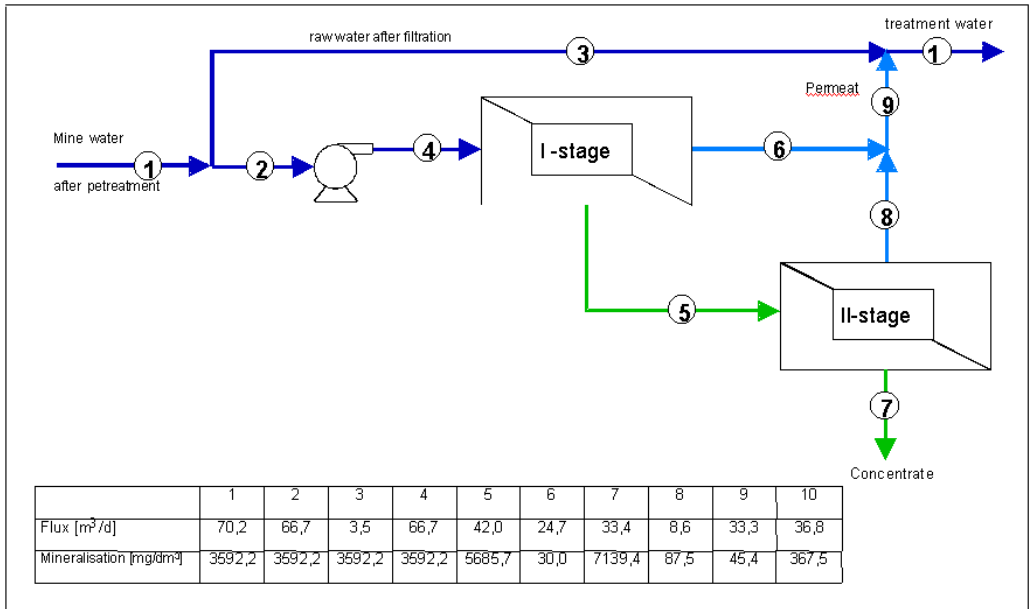 treatment water
raw water after filtration
3
1
Permeat
9
Mine water
1
2
4
I -stage
6
after petreatment
8
5
II-stage
7
Concentrate
1 2 3 4 5 6 7 8 9 10
Flux [m³/d] 70,2 66,7 3,5 66,7 42,0 24,7 33,4 8,6 33,3 36,8
Mineralisation [mg/dm³] 3592,2 3592,2 3592,2 3592,2 5685,7 30,0 7139,4 87,5 45,4 367,5